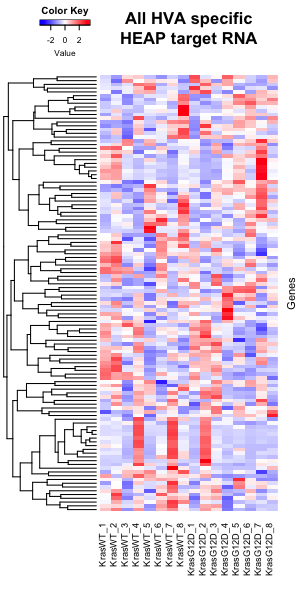 Color Key
-2 0 2
Value
All HVA specific
HEAP target RNA
Genes
KrasWT_1
KrasWT_2
KrasWT_3
KrasWT_4
KrasWT_5
KrasWT_6
KrasWT_7
KrasWT_8
KrasG12D_1
KrasG12D_2
KrasG12D_3
KrasG12D_4
KrasG12D_5
KrasG12D_6
KrasG12D_7
KrasG12D_8